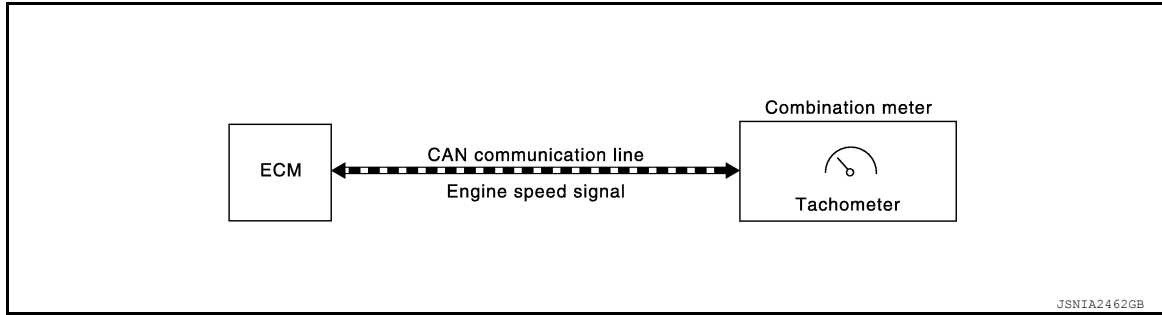 Combination meter
ECM
CAN communication line
Engine speed signal
Tachometer
JSNIA2462GB